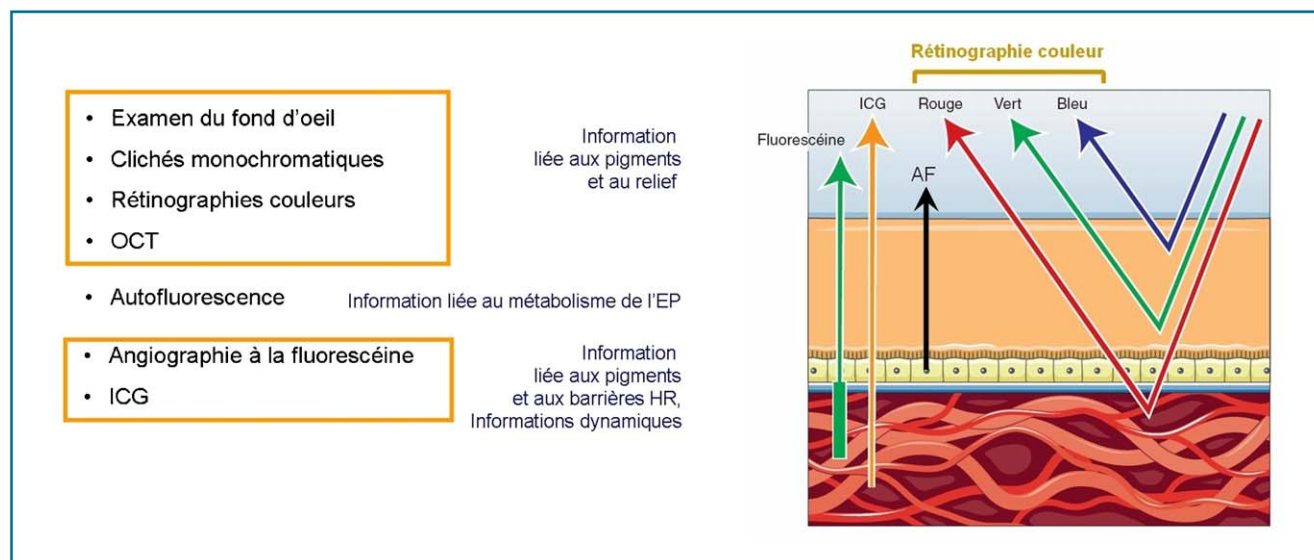 • Examen du fond d'oeil
• Clichés monochromatiques
• Rétinographies couleurs
• OCT
Information
liée aux pigments
et au relief
• Autofluorescence
Information liée au métabolisme de l'EP
• Angiographie à la fluorescéine
• ICG
Information
liée aux pigments
et aux barrières HR,
Informations dynamiques
Rétinographie couleur
ICG Rouge Vert Bleu
Fluorescéine
AF